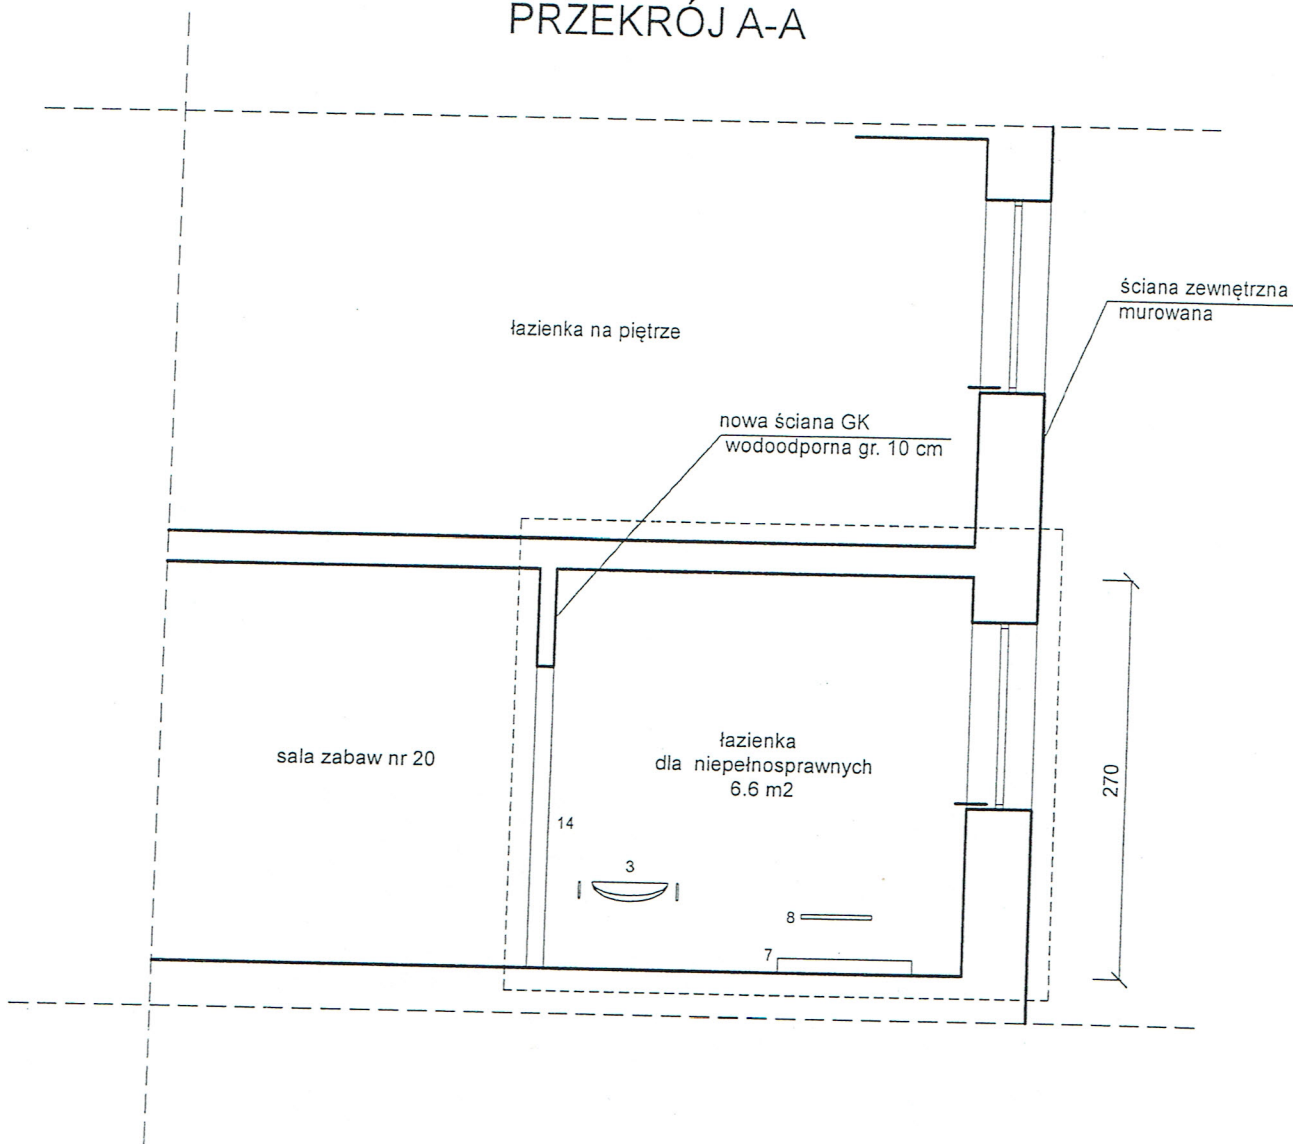 PRZEKRÓJ A-A
ściana zewnętrzna
murowana
łazienka na piętrze
nowa ściana GK
wodoodporna gr. 10 cm
łazienka
dla niepełnosprawnych
6.6 m2
sala zabaw nr 20
270
14
3
8
7